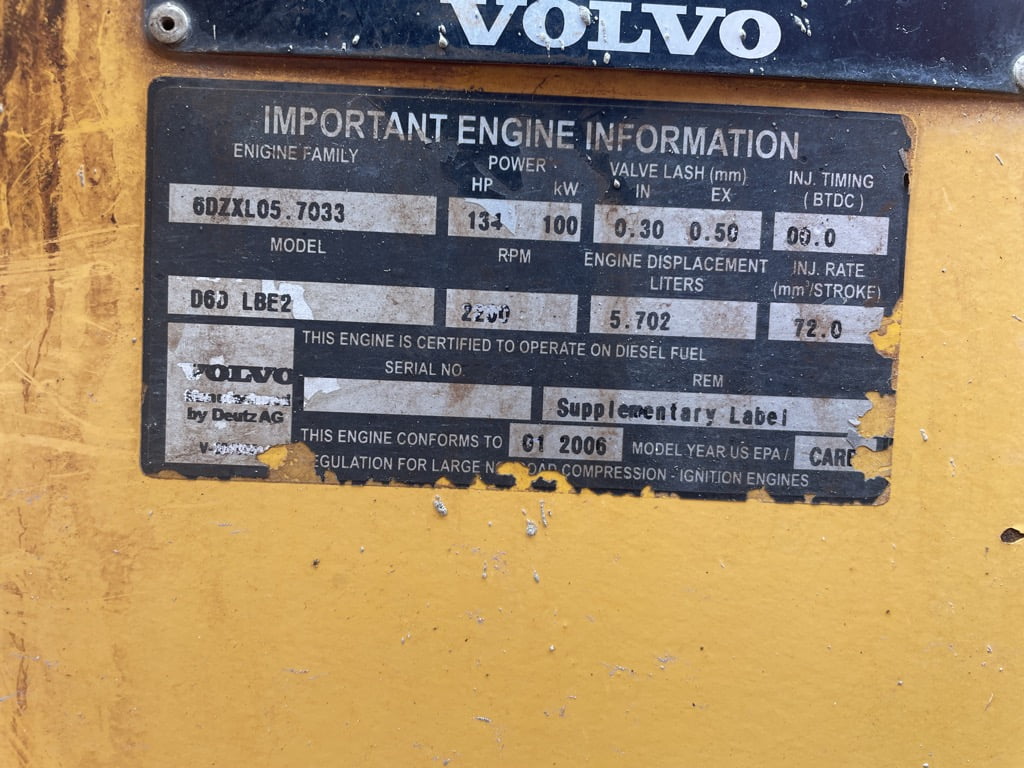 VOLVO
IMPORTANT ENGINE INFORMATION
ENIGINE FAMILY
POWER
HP kW
VALVE LASH (mm)
IN EX
INJ. TIMING
(BTDC)
6DZXL05.7033
134 100
0.30 0.50
00.0
MODEL
RPM
ENGINE DISPLACEMENT
LITERS
INJ. RATE
(mm³/STROKE)
D6D LBE2
2200
5.702
72.0
THIS ENGINE IS CERTIFIED TO OPERATE ON DIESEL FUEL
SERIAL NO.
REM
VOLVO
Manufactured
by Deutz AG
Supplementary Label
THIS ENGINE CONFORMS TO 01 2006 MODEL YEAR US EPA / CARB
REGULATION FOR LARGE NONROAD COMPRESSION - IGNITION ENGINES